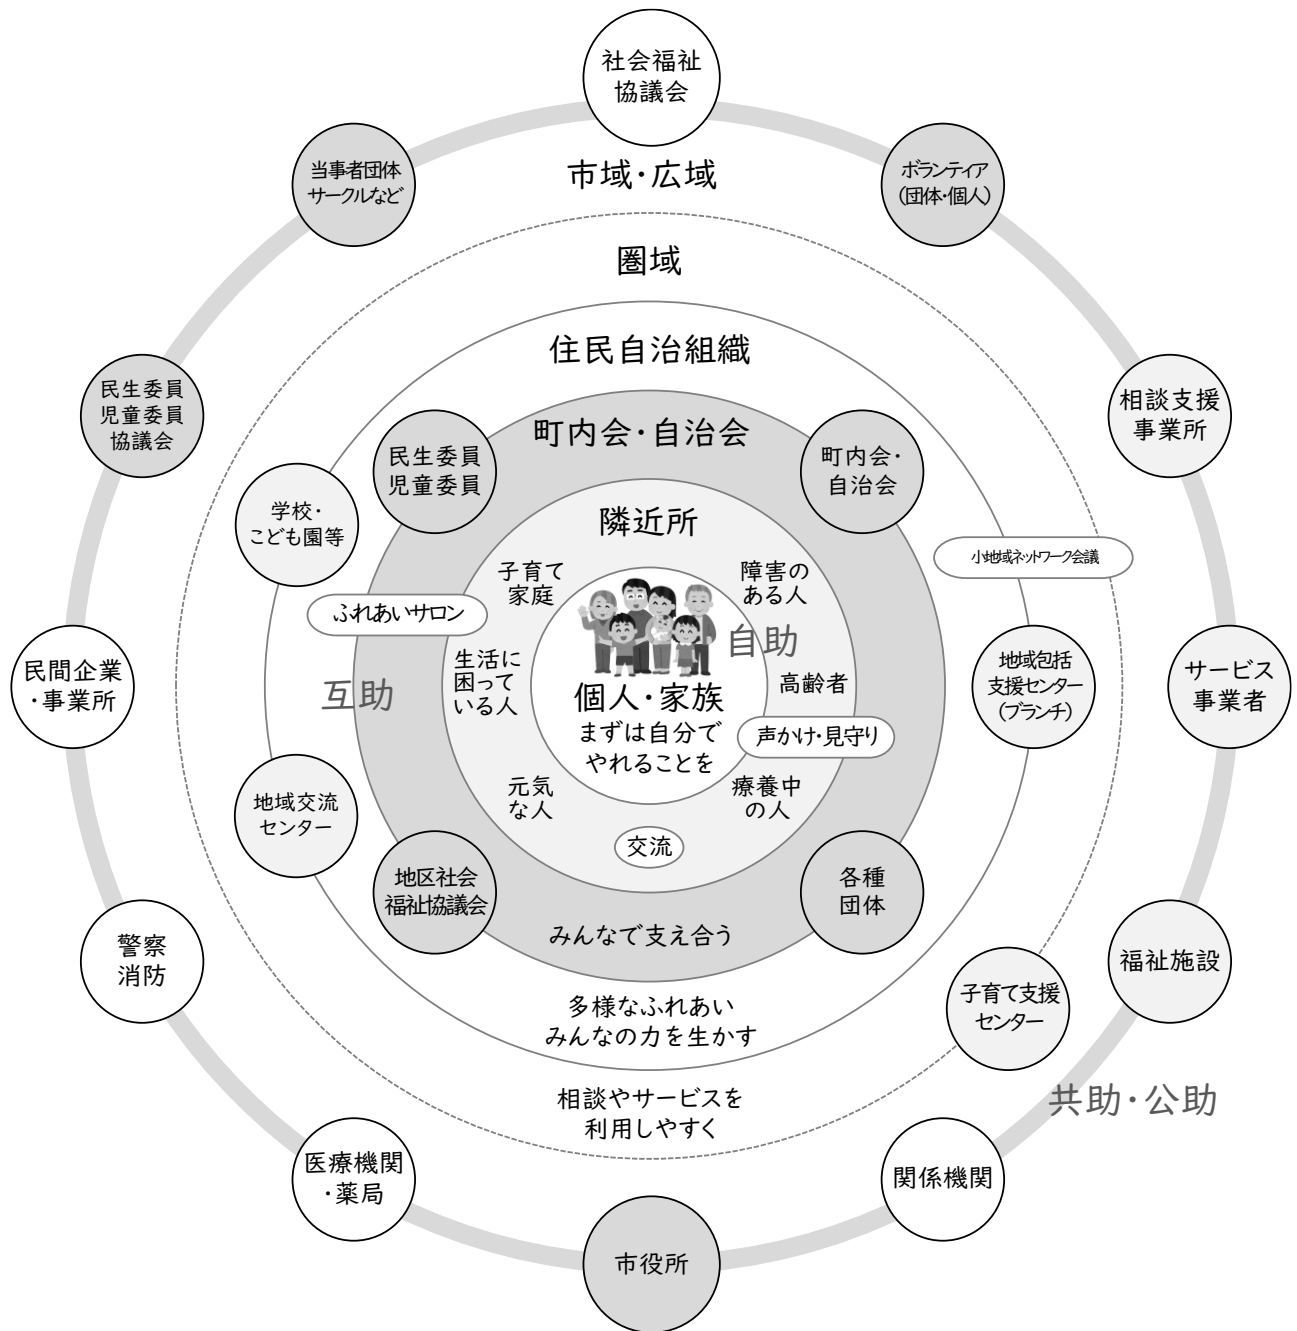 社会福祉
協議会
当事者団体
サークルなど
市域・広域
ボランティア
(団体・個人)
圏域
住民自治組織
民生委員
児童委員
協議会
相談支援
事業所
町内会・自治会
民生委員
児童委員
町内会・
自治会
学校・
こども園等
隣近所
小地域ネットワーク会議
子育て
家庭
障害の
ある人
ふれあいサロン
自助
民間企業
・事業所
互助
生活に
困って
いる人
個人・家族
まずは自分で
やれることを
高齢者
声かけ・見守り
地域包括
支援センター
(ブランチ)
サービス
事業者
地域交流
センター
元気
な人
療養中
の人
交流
地区社会
福祉協議会
各種
団体
みんなで支え合う
警察
消防
福祉施設
子育て支援
センター
多様なふれあい
みんなの力を生かす
相談やサービスを
利用しやすく
共助・公助
医療機関
・薬局
関係機関
市役所